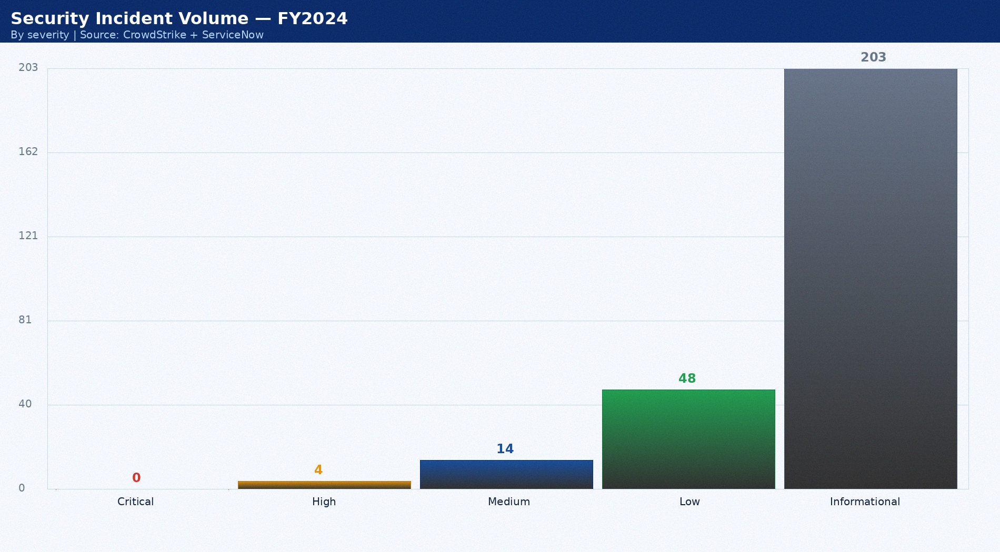 Security Incident Volume — FY2024
By severity | Source: CrowdStrike + ServiceNow
203
162
121
81
40
0
0
4
14
48
203
Critical
High
Medium
Low
Informational